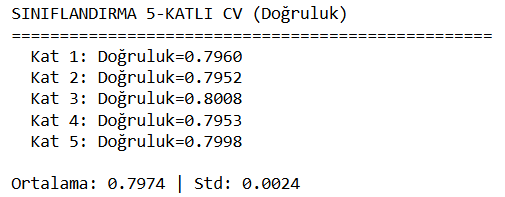 SINIFLANDIRMA 5-KATLI CV (Doğruluk)
==================================================
Kat 1: Doğruluk=0.7960
Kat 2: Doğruluk=0.7952
Kat 3: Doğruluk=0.8008
Kat 4: Doğruluk=0.7953
Kat 5: Doğruluk=0.7998
Ortalama: 0.7974 | Std: 0.0024